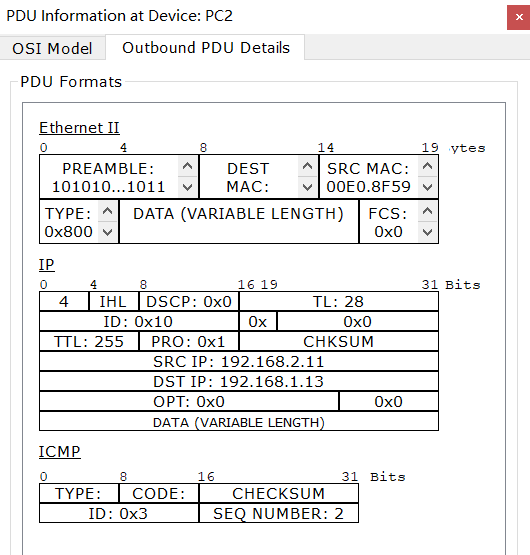 PDU Information at Device: PC2
OSI Model Outbound PDU Details
PDU Formats
Ethernet II
0 4 8 14 19 ytes
PREAMBLE: DEST SRC MAC:
101010...1011 MAC: 00E0.8F59
TYPE: DATA (VARIABLE LENGTH) FCS:
0x800 0x0
IP
0 4 8 16 19 31 Bits
4 IHL DSCP: 0x0 TL: 28
ID: 0x10 0x 0x0
TTL: 255 PRO: 0x1 CHKSUM
SRC IP: 192.168.2.11
DST IP: 192.168.1.13
OPT: 0x0 0x0
DATA (VARIABLE LENGTH)
ICMP
0 8 16 31 Bits
TYPE: CODE: CHECKSUM
ID: 0x3 SEQ NUMBER: 2